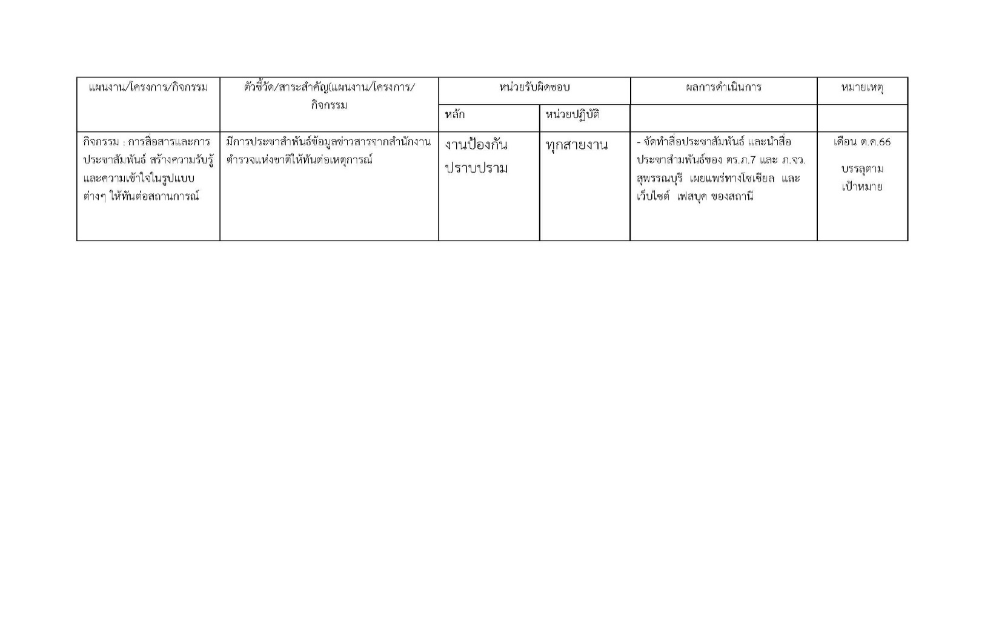 แผนงาน/โครงการ/กิจกรรม
ตัวชี้วัด/สาระสำคัญ(แผนงาน/โครงการ/
กิจกรรม
หน่วยรับผิดชอบ
ผลการดำเนินการ
หมายเหตุ
หลัก
หน่วยปฏิบัติ
กิจกรรม : การสื่อสารและการ
ประชาสัมพันธ์ สร้างความรับรู้
และความเข้าใจในรูปแบบ
ต่างๆ ให้ทันต่อสถานการณ์
มีการประชาสำพันธ์ข้อมูลข่าวสารจากสำนักงาน
ตำรวจแห่งชาติให้ทันต่อเหตุการณ์
งานป้องกัน
ปราบปราม
ทุกสายงาน
- จัดทำสื่อประชาสัมพันธ์ และนำสื่อ
ประชาสำมพันธ์ของ ตร.ภ.7 และ ภ.จว.
สุพรรณบุรี เผยแพร่ทางโซเซียล และ
เว็บไซต์ เฟสบุค ของสถานี
เดือน ต.ค.66
บรรลุตาม
เป้าหมาย